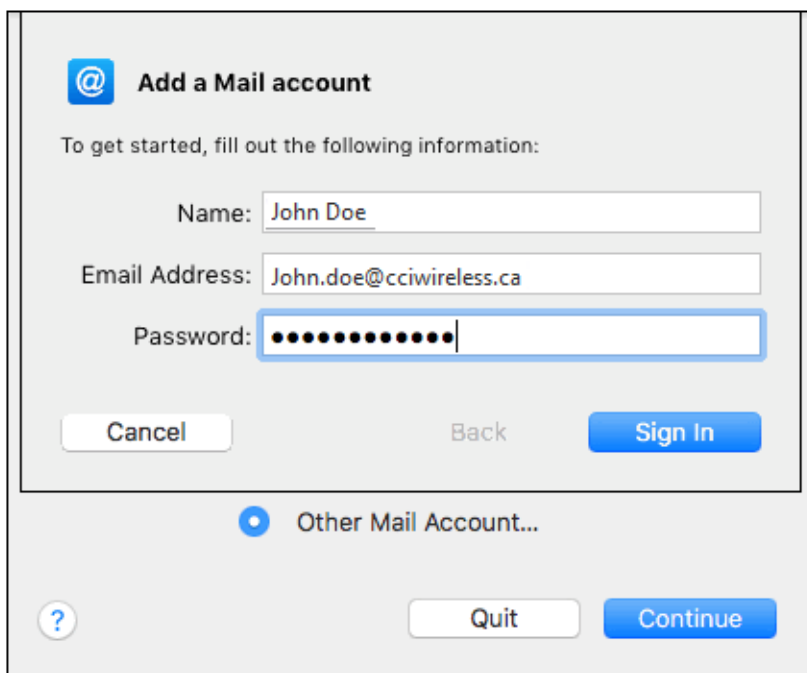 @ Add a Mail account
To get started, fill out the following information:
Name: John Doe
Email Address: John.doe@cciwireless.ca
Password: ●●●●●●●●●●●●
Cancel Back Sign In
Other Mail Account...
? Quit Continue